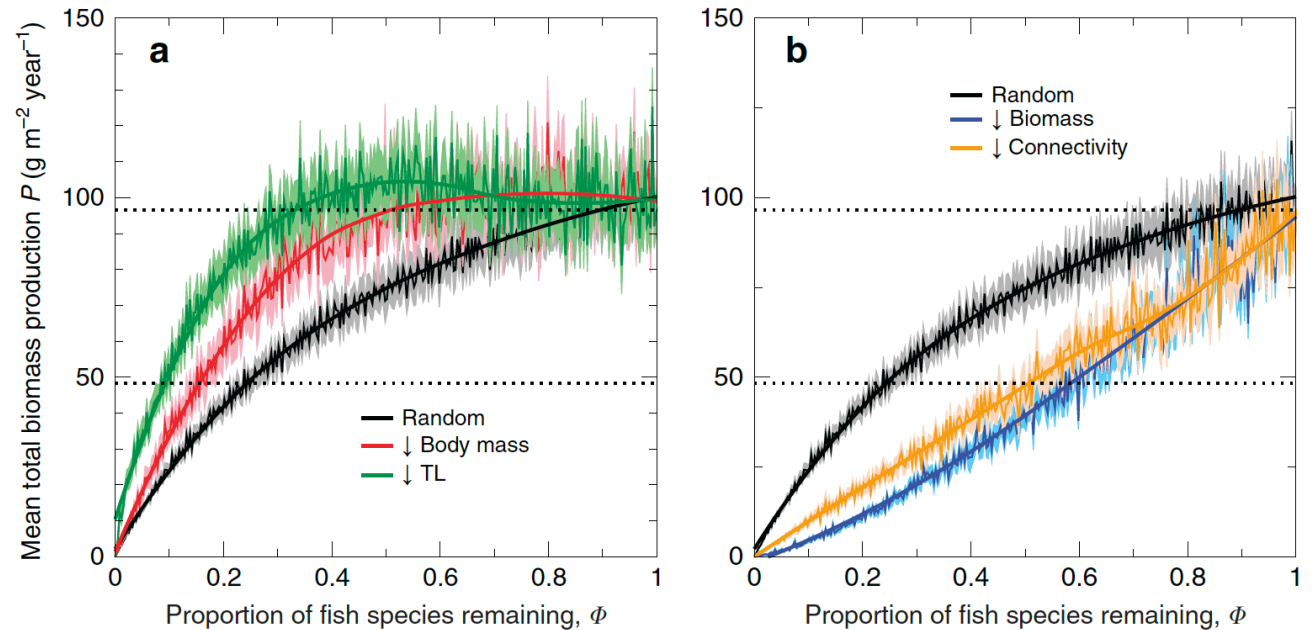 Mean total biomass production P (g m⁻² year⁻¹)
a
150
100
50
0
Random
↓ Body mass
↓ TL
0 0.2 0.4 0.6 0.8 1
Proportion of fish species remaining, Φ
b
150
100
50
0
Random
↓ Biomass
↓ Connectivity
0 0.2 0.4 0.6 0.8 1
Proportion of fish species remaining, Φ